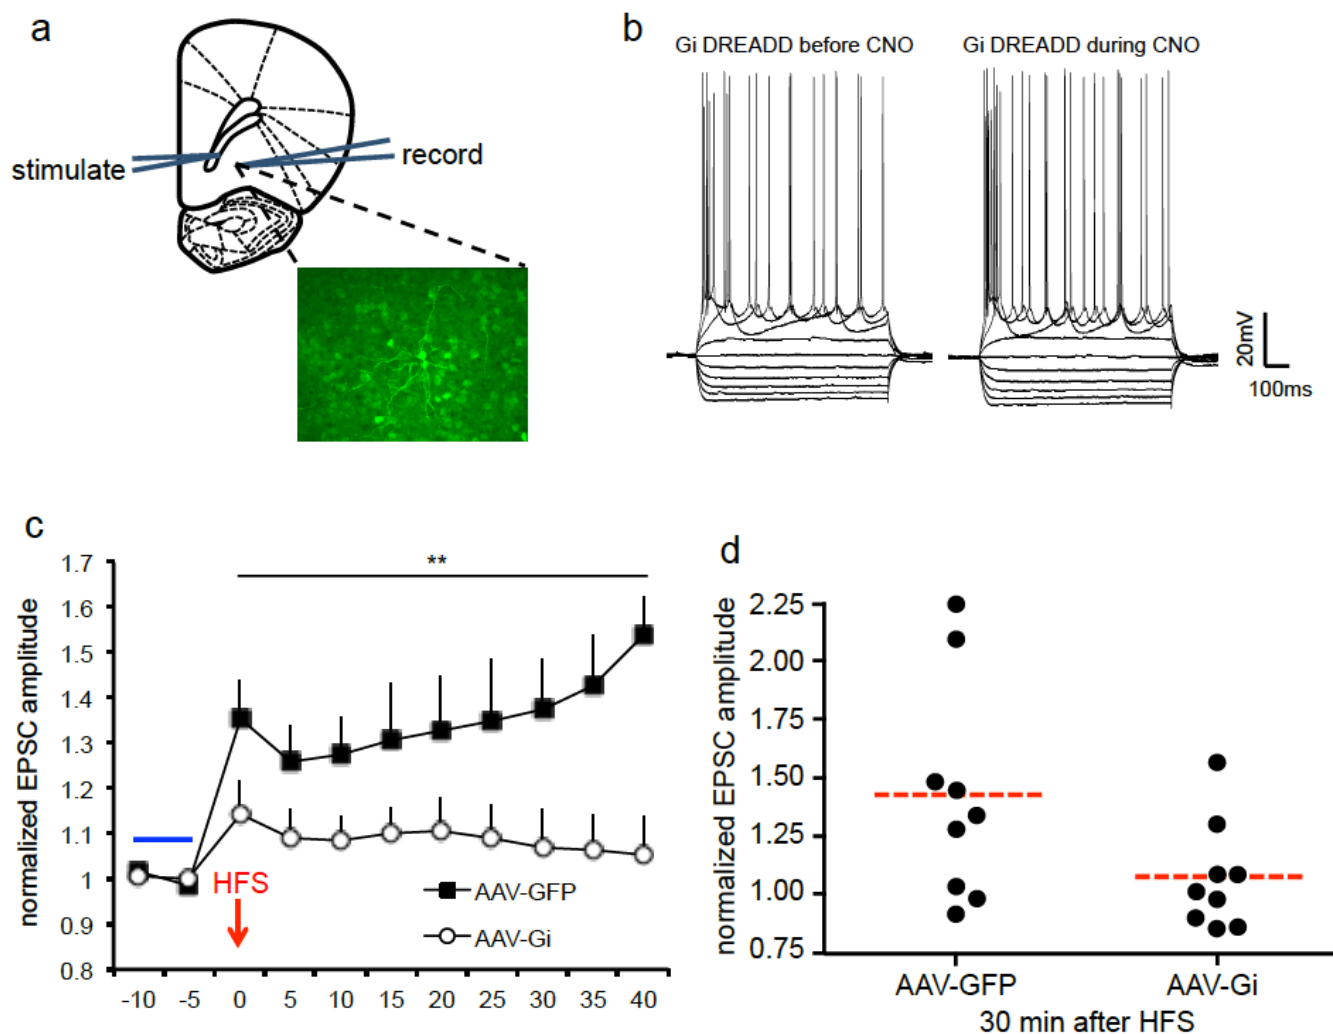 a
stimulate
record
b
Gi DREADD before CNO
Gi DREADD during CNO
20mV
100ms
c
normalized EPSC amplitude
1.7
1.6
1.5
1.4
1.3
1.2
1.1
1
0.9
0.8
**
HFS
AAV-GFP
AAV-Gi
-10 -5 0 5 10 15 20 25 30 35 40
d
normalized EPSC amplitude
2.25
2.00
1.75
1.50
1.25
1.00
0.75
AAV-GFP AAV-Gi
30 min after HFS